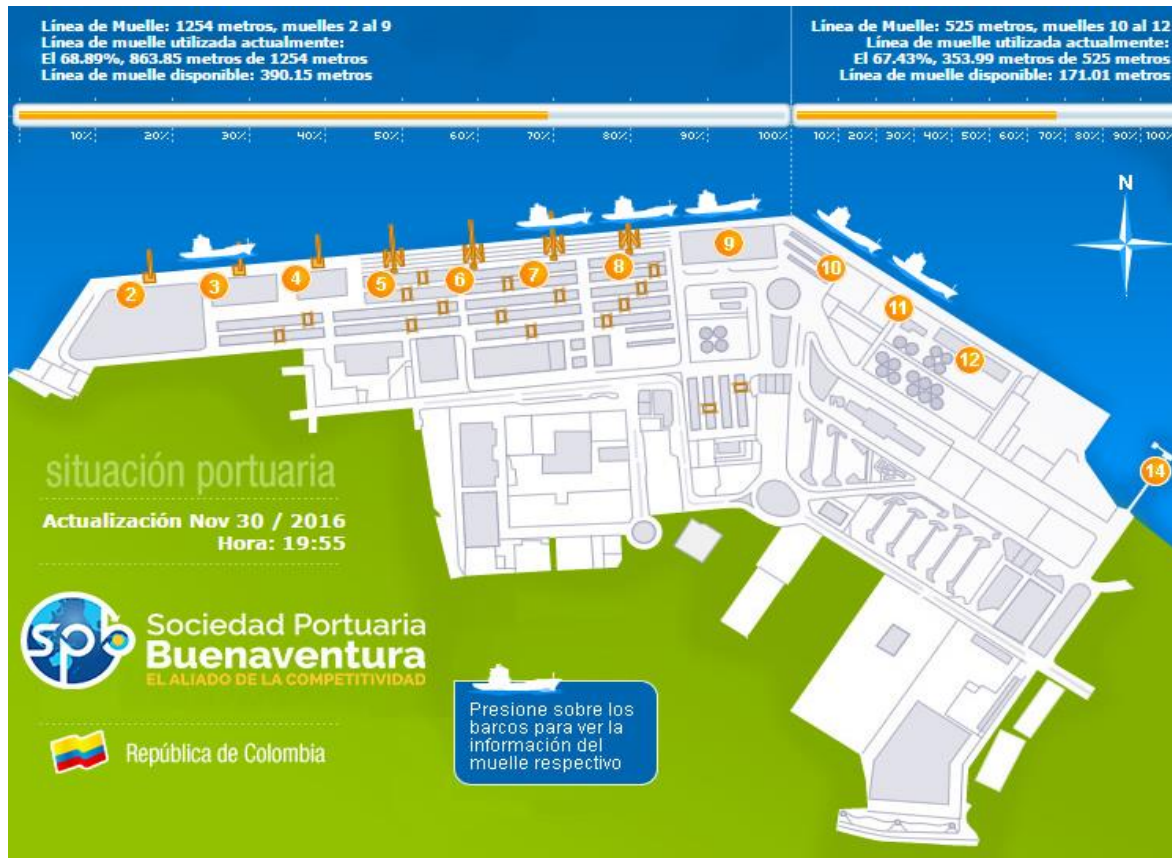 Línea de Muelle: 1254 metros, muelles 2 al 9
Línea de muelle utilizada actualmente:
El 68.89%, 863.85 metros de 1254 metros
Línea de muelle disponible: 390.15 metros
Línea de Muelle: 525 metros, muelles 10 al 12
Línea de muelle utilizada actualmente:
El 67.43%, 353.99 metros de 525 metros
Línea de muelle disponible: 171.01 metros
10% 20% 30% 40% 50% 60% 70% 80% 90% 100%
10% 20% 30% 40% 50% 60% 70% 80% 90% 100%
N
2
3
4
5
6
7
8
9
10
11
12
14
situación portuaria
Actualización Nov 30 / 2016
Hora: 19:55
spb
Sociedad Portuaria
Buenaventura
EL ALIADO DE LA COMPETITIVIDAD
República de Colombia
Presione sobre los
barcos para ver la
información del
muelle respectivo